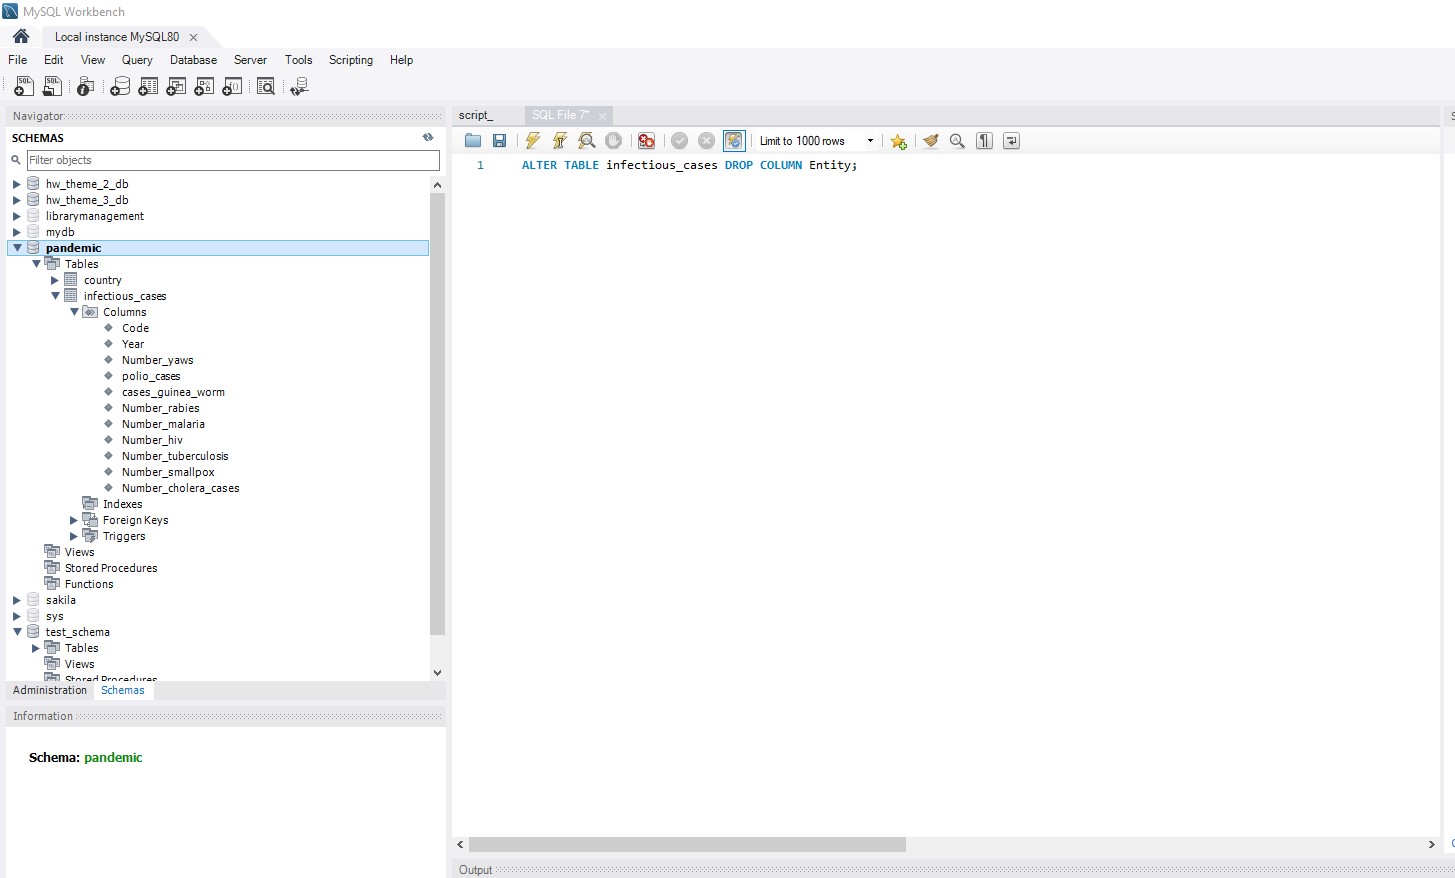 MySQL Workbench
Local instance MySQL80
File Edit View Query Database Server Tools Scripting Help
Navigator
SCHEMAS
Filter objects
hw_theme_2_db
hw_theme_3_db
librarymanagement
mydb
pandemic
Tables
country
infectious_cases
Columns
Code
Year
Number_yaws
polio_cases
cases_guinea_worm
Number_rabies
Number_malaria
Number_hiv
Number_tuberculosis
Number_smallpox
Number_cholera_cases
Indexes
Foreign Keys
Triggers
Views
Stored Procedures
Functions
sakila
sys
test_schema
Tables
Views
Stored Procedures
Administration Schemas
Information
Schema: pandemic
script_ SQL File 7*
Limit to 1000 rows
1 ALTER TABLE infectious_cases DROP COLUMN Entity;
Output